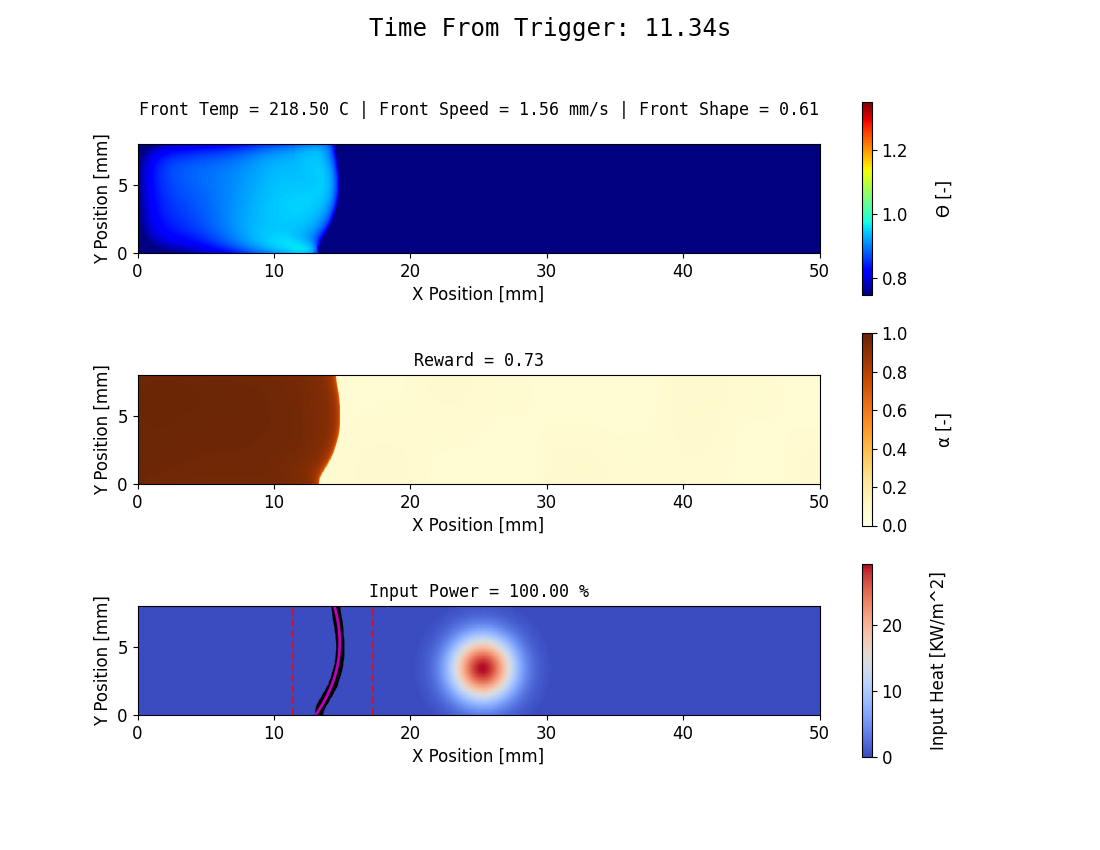 Time From Trigger: 11.34s
Front Temp = 218.50 C | Front Speed = 1.56 mm/s | Front Shape = 0.61
Y Position [mm]
5
0
0 10 20 30 40 50
X Position [mm]
1.2
1.0
0.8
Θ [-]
Reward = 0.73
Y Position [mm]
5
0
0 10 20 30 40 50
X Position [mm]
1.0
0.8
0.6
0.4
0.2
0.0
α [-]
Input Power = 100.00 %
Y Position [mm]
5
0
0 10 20 30 40 50
X Position [mm]
20
10
0
Input Heat [KW/m^2]